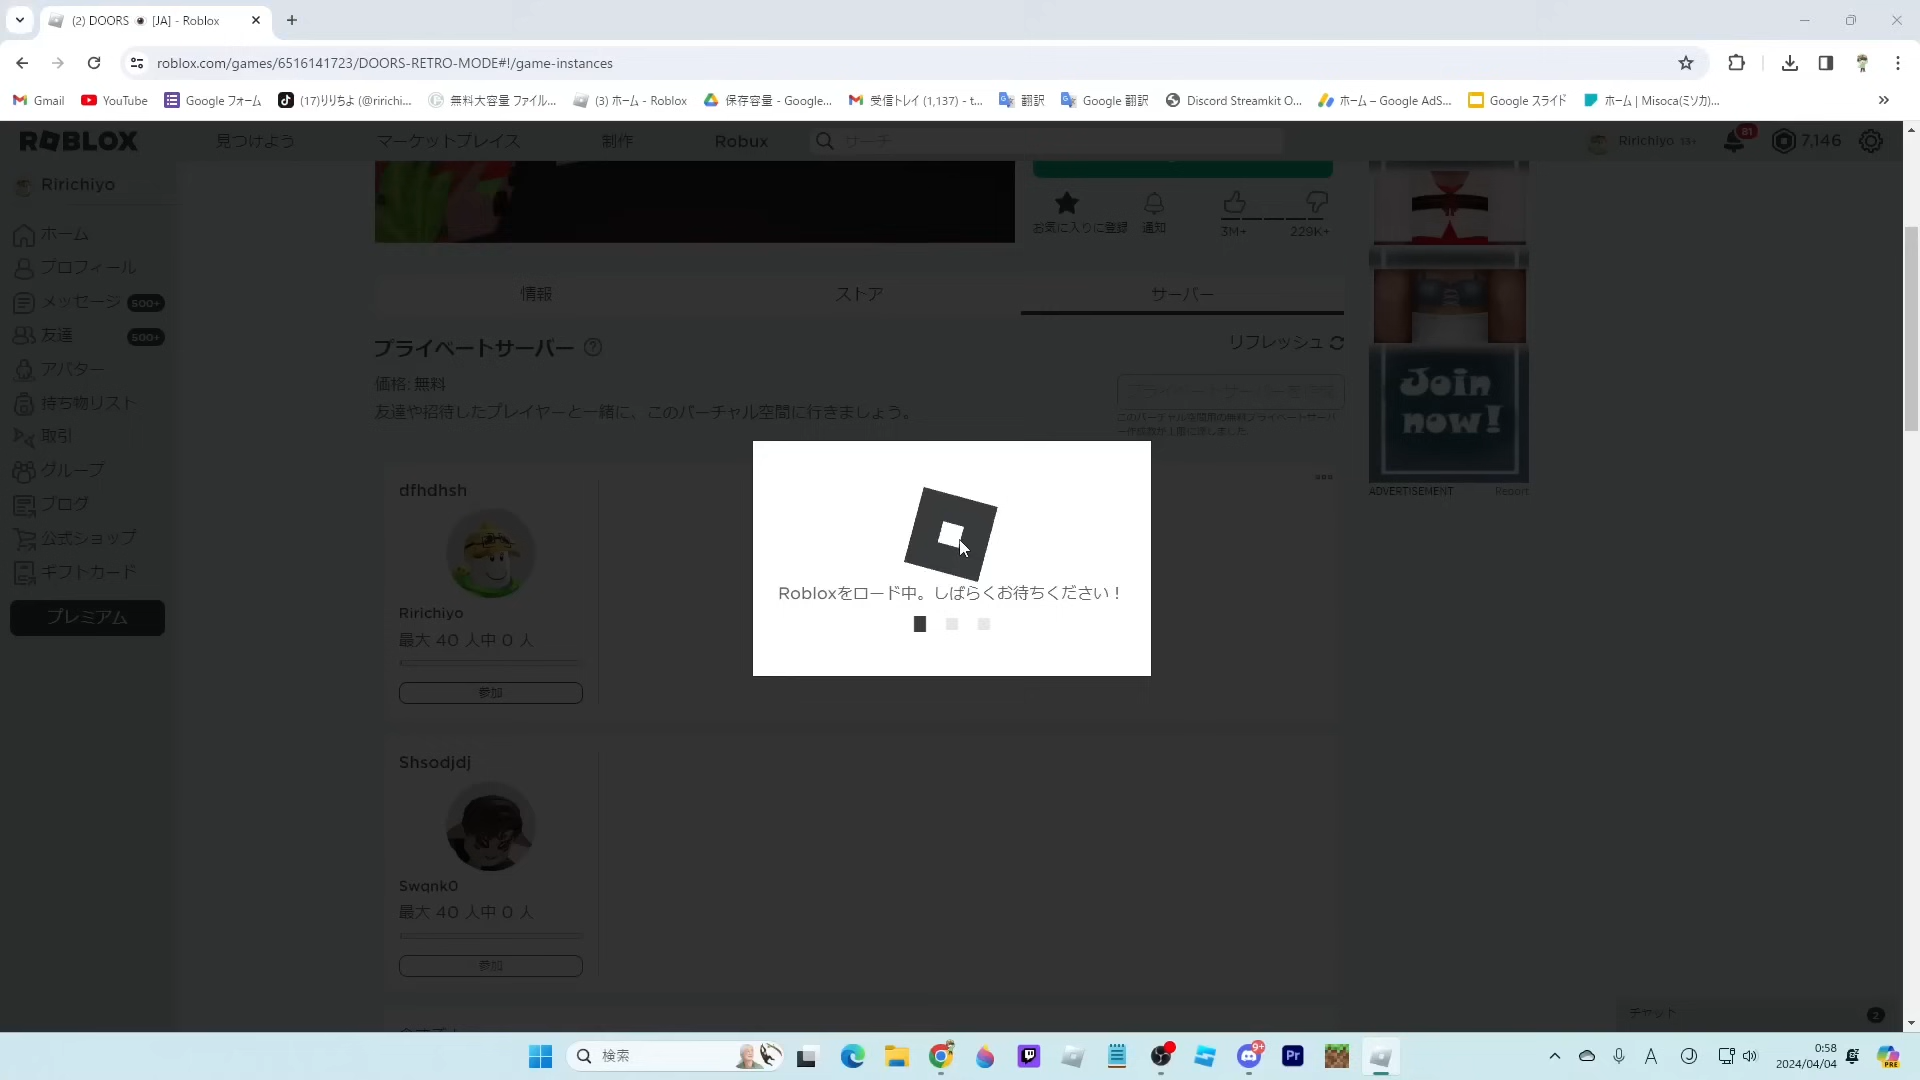 (2) DOORS 👁 [JA] - Roblox
roblox.com/games/6516141723/DOORS-RETRO-MODE#!/game-instances
Gmail YouTube Google フォーム (17)りりちよ (@ririchi... 無料大容量 ファイル... (3) ホーム - Roblox 保存容量 - Google... 受信トレイ (1,137) - t... 翻訳 Google 翻訳 Discord Streamkit O... ホーム – Google AdS... Google スライド ホーム | Misoca(ミソカ)...
ROBLOX 見つけよう マーケットプレイス 制作 Robux サーチ Ririchiyo 13+ 81 7,146
Ririchiyo
ホーム
プロフィール
メッセージ 500+
友達 500+
アバター
持ち物リスト
取引
グループ
ブログ
公式ショップ
ギフトカード
プレミアム
お気に入りに登録 通知 3M+ 229K+
情報 ストア サーバー
プライベートサーバー リフレッシュ
価格: 無料
友達や招待したプレイヤーと一緒に、このバーチャル空間に行きましょう。
dfhdhsh
Ririchiyo
最大 40 人中 0 人
参加
Shsodjdj
Swqnk0
最大 40 人中 0 人
参加
Robloxをロード中。しばらくお待ちください！
Join
now!
ADVERTISEMENT Report
チャット 2
検索
9+
Pr
A
0:58
2024/04/04
PRE